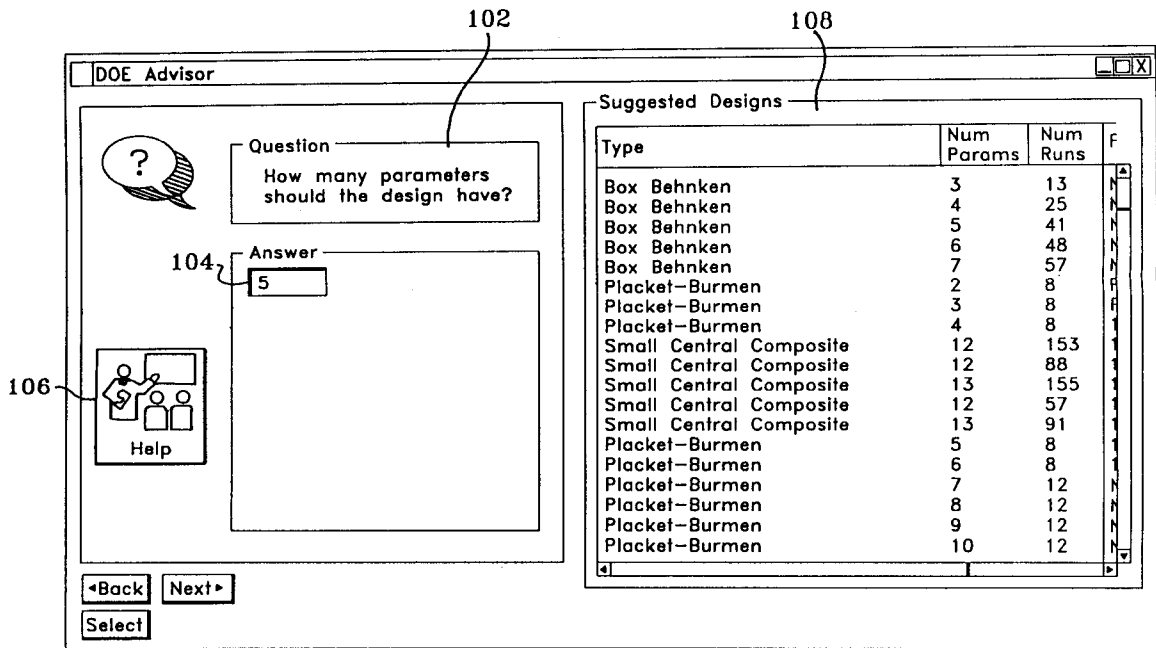 102
108
DOE Advisor
Question
How many parameters
should the design have?
104
Answer
5
106
Help
◂Back Next▸
Select
Suggested Designs
Type Num Params Num Runs F
Box Behnken 3 13
Box Behnken 4 25
Box Behnken 5 41
Box Behnken 6 48
Box Behnken 7 57
Placket-Burmen 2 8
Placket-Burmen 3 8
Placket-Burmen 4 8
Small Central Composite 12 153
Small Central Composite 12 88
Small Central Composite 13 155
Small Central Composite 12 57
Small Central Composite 13 91
Placket-Burmen 5 8
Placket-Burmen 6 8
Placket-Burmen 7 12
Placket-Burmen 8 12
Placket-Burmen 9 12
Placket-Burmen 10 12